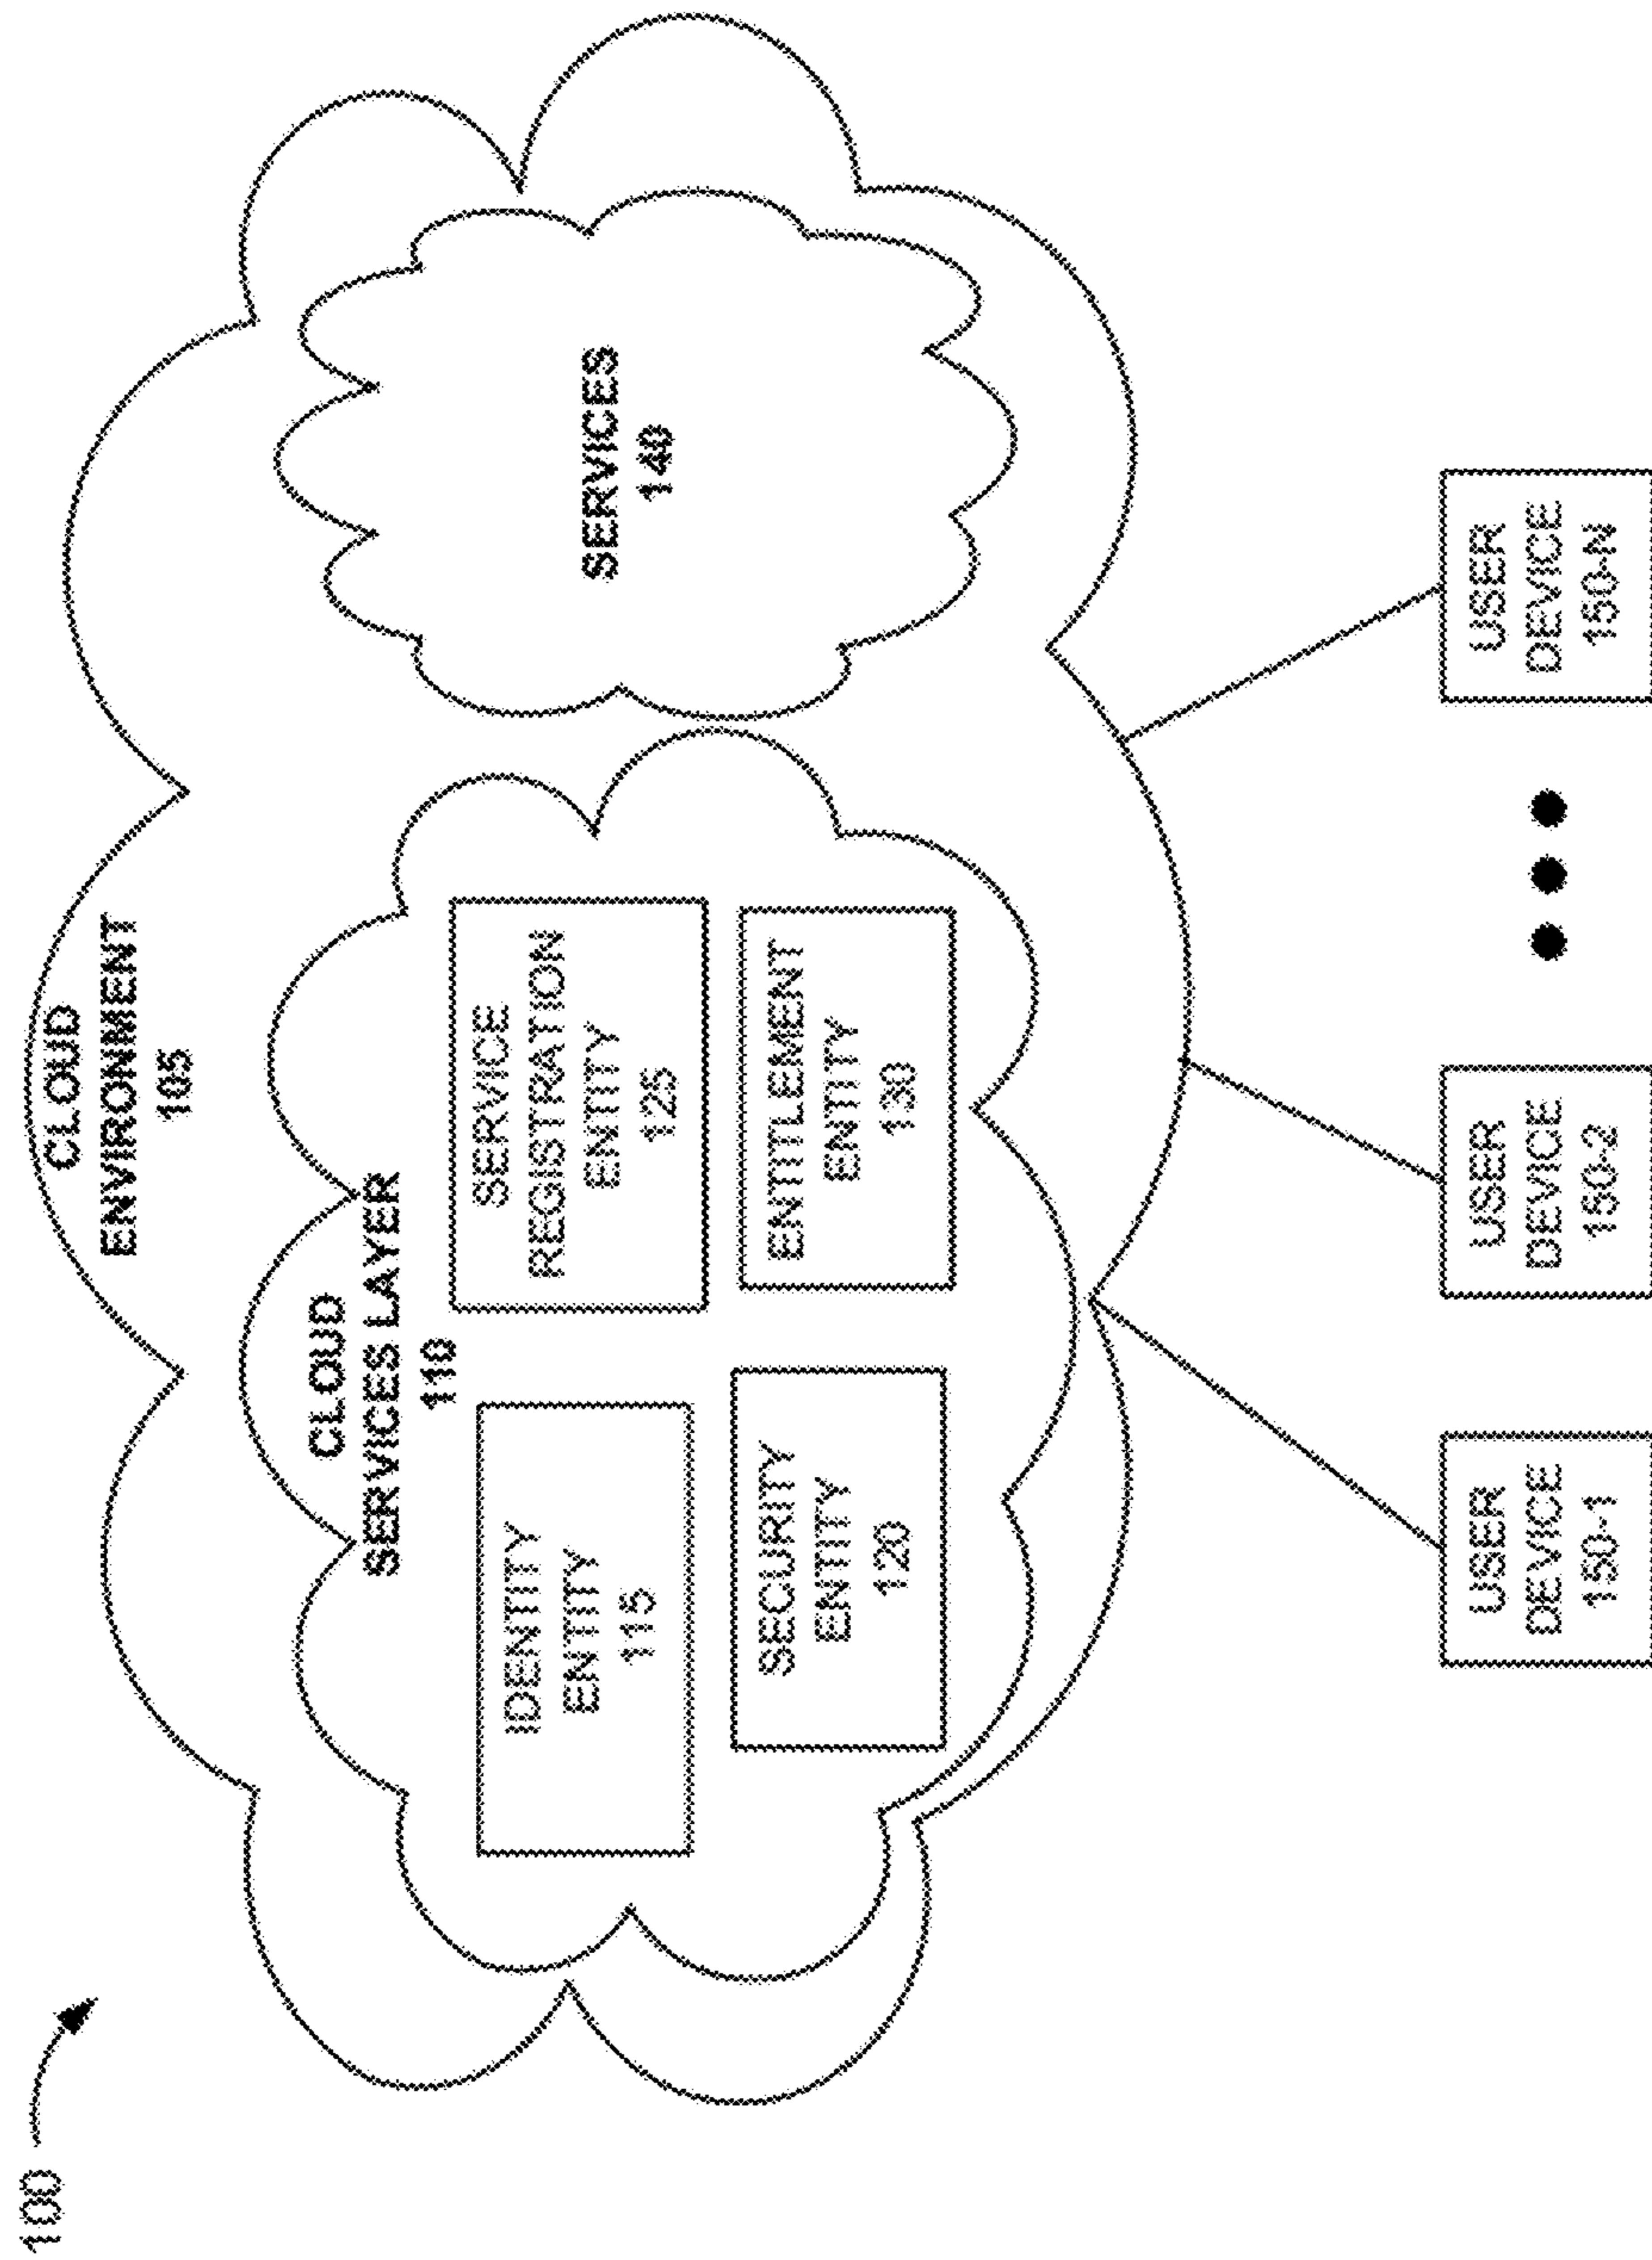 100
CLOUD
ENVIRONMENT
105
CLOUD
SERVICES LAYER
110
IDENTITY
ENTITY
115
SERVICE
REGISTRATION
ENTITY
125
SECURITY
ENTITY
120
ENTITLEMENT
ENTITY
130
SERVICES
140
USER
DEVICE
150-1
USER
DEVICE
150-2
USER
DEVICE
150-N